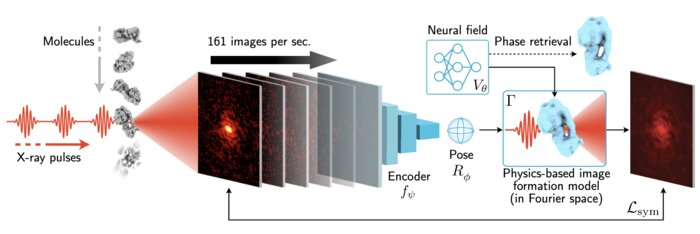 Molecules
X-ray pulses
161 images per sec.
Encoder
f_ψ
Pose
R_ϕ
Neural field
V_θ
Phase retrieval
Γ
Physics-based image
formation model
(in Fourier space)
ℒ_sym